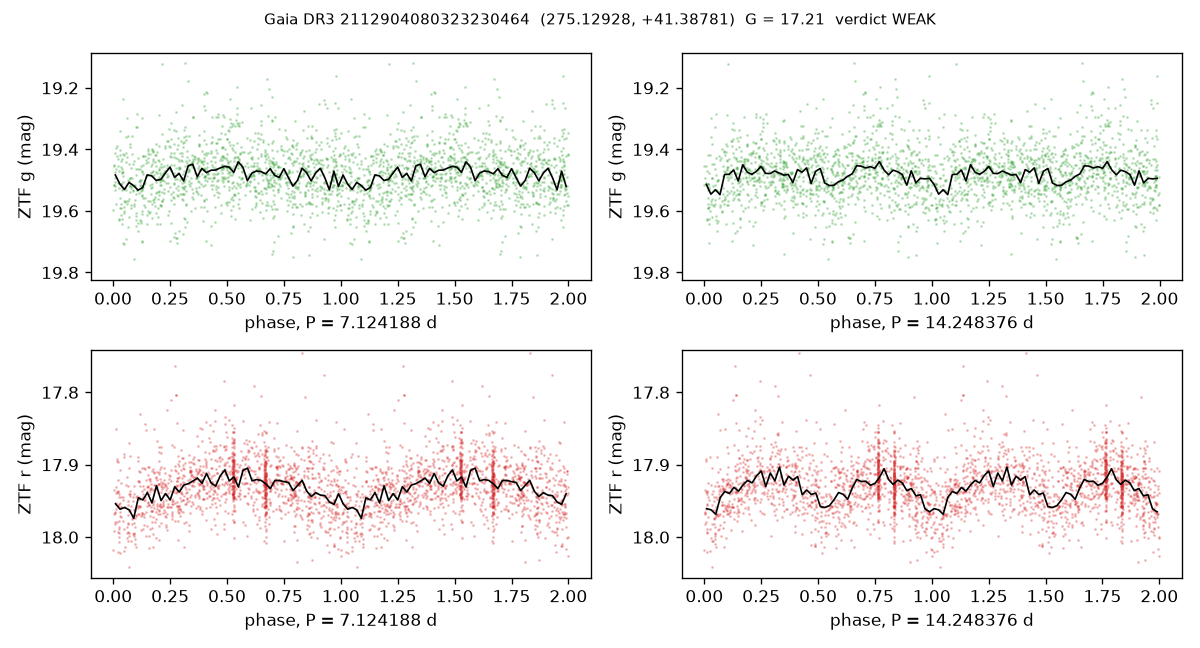 Gaia DR3 2112904080323230464 (275.12928, +41.38781) G = 17.21 verdict WEAK
ZTF g (mag)
19.2
19.4
19.6
19.8
0.00 0.25 0.50 0.75 1.00 1.25 1.50 1.75 2.00
phase, P = 7.124188 d
ZTF g (mag)
19.2
19.4
19.6
19.8
0.00 0.25 0.50 0.75 1.00 1.25 1.50 1.75 2.00
phase, P = 14.248376 d
ZTF r (mag)
17.8
17.9
18.0
0.00 0.25 0.50 0.75 1.00 1.25 1.50 1.75 2.00
phase, P = 7.124188 d
ZTF r (mag)
17.8
17.9
18.0
0.00 0.25 0.50 0.75 1.00 1.25 1.50 1.75 2.00
phase, P = 14.248376 d